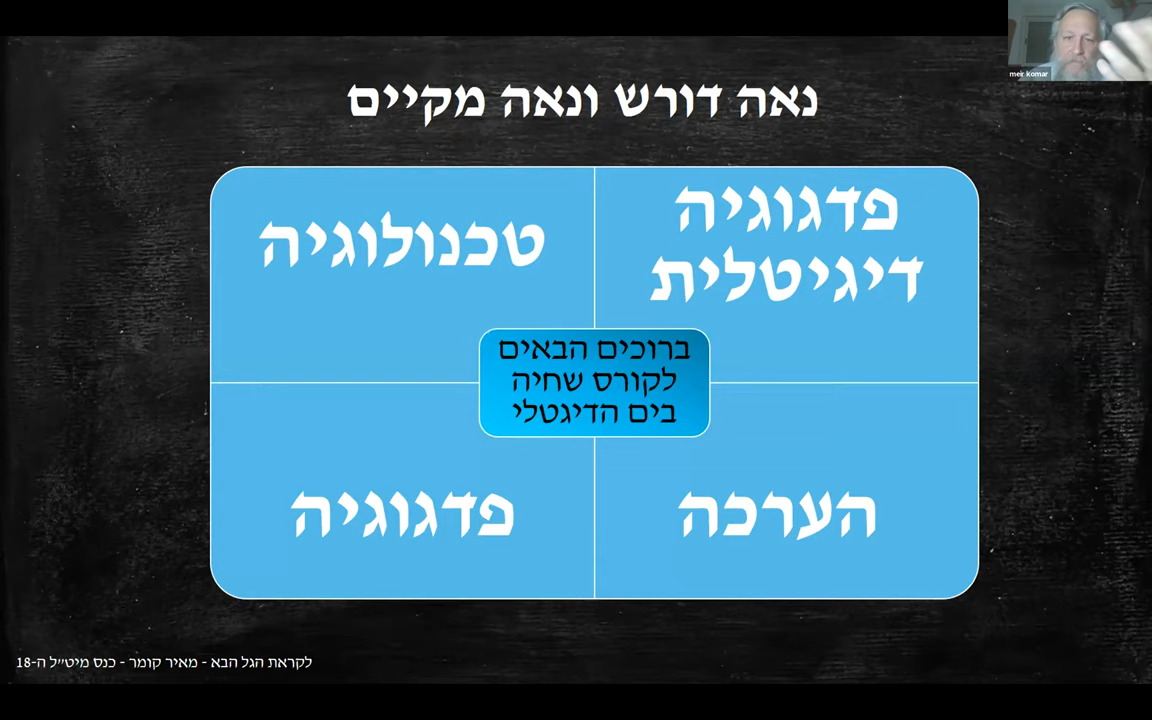 meir komar
נאה דורש ונאה מקיים
פדגוגיה
דיגיטלית
טכנולוגיה
ברוכים הבאים
לקורס שחיה
בים הדיגטלי
הערכה
פדגוגיה
לקראת הגל הבא - מאיר קומר - כנס מיט״ל ה-18